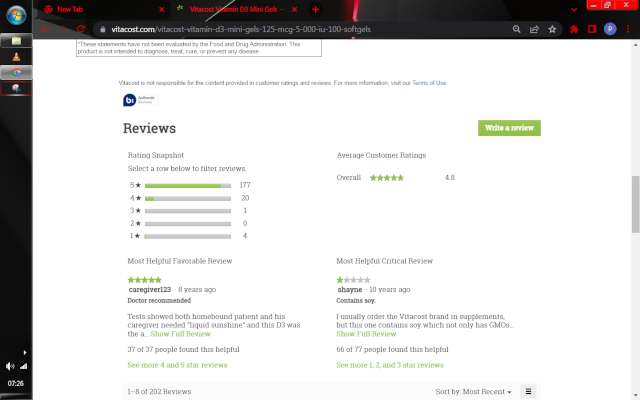 New Tab
Vitacost Vitamin D3 Mini Gels —
vitacost.com/vitacost-vitamin-d3-mini-gels-125-mcg-5-000-iu-100-softgels
P
*These statements have not been evaluated by the Food and Drug Administration. This
product is not intended to diagnose, treat, cure, or prevent any disease.
Vitacost is not responsible for the content provided in customer ratings and reviews. For more information, visit our Terms of Use.
b: Authentic
Reviews
Reviews
Write a review
Rating Snapshot
Select a row below to filter reviews.
5★ 177
4★ 20
3★ 1
2★ 0
1★ 4
Average Customer Ratings
Overall ★★★★★ 4.8
Most Helpful Favorable Review
★★★★★
caregiver123 · 8 years ago
Doctor recommended
Tests showed both homebound patient and his
caregiver needed "liquid sunshine" and this D3 was
the a... Show Full Review
37 of 37 people found this helpful
See more 4 and 5 star reviews
Most Helpful Critical Review
★★★★★
shayne · 10 years ago
Contains soy.
I usually order the Vitacost brand in supplements,
but this one contains soy which not only has GMOs...
Show Full Review
66 of 77 people found this helpful
See more 1, 2, and 3 star reviews
1–8 of 202 Reviews
Sort by: Most Recent
07:26